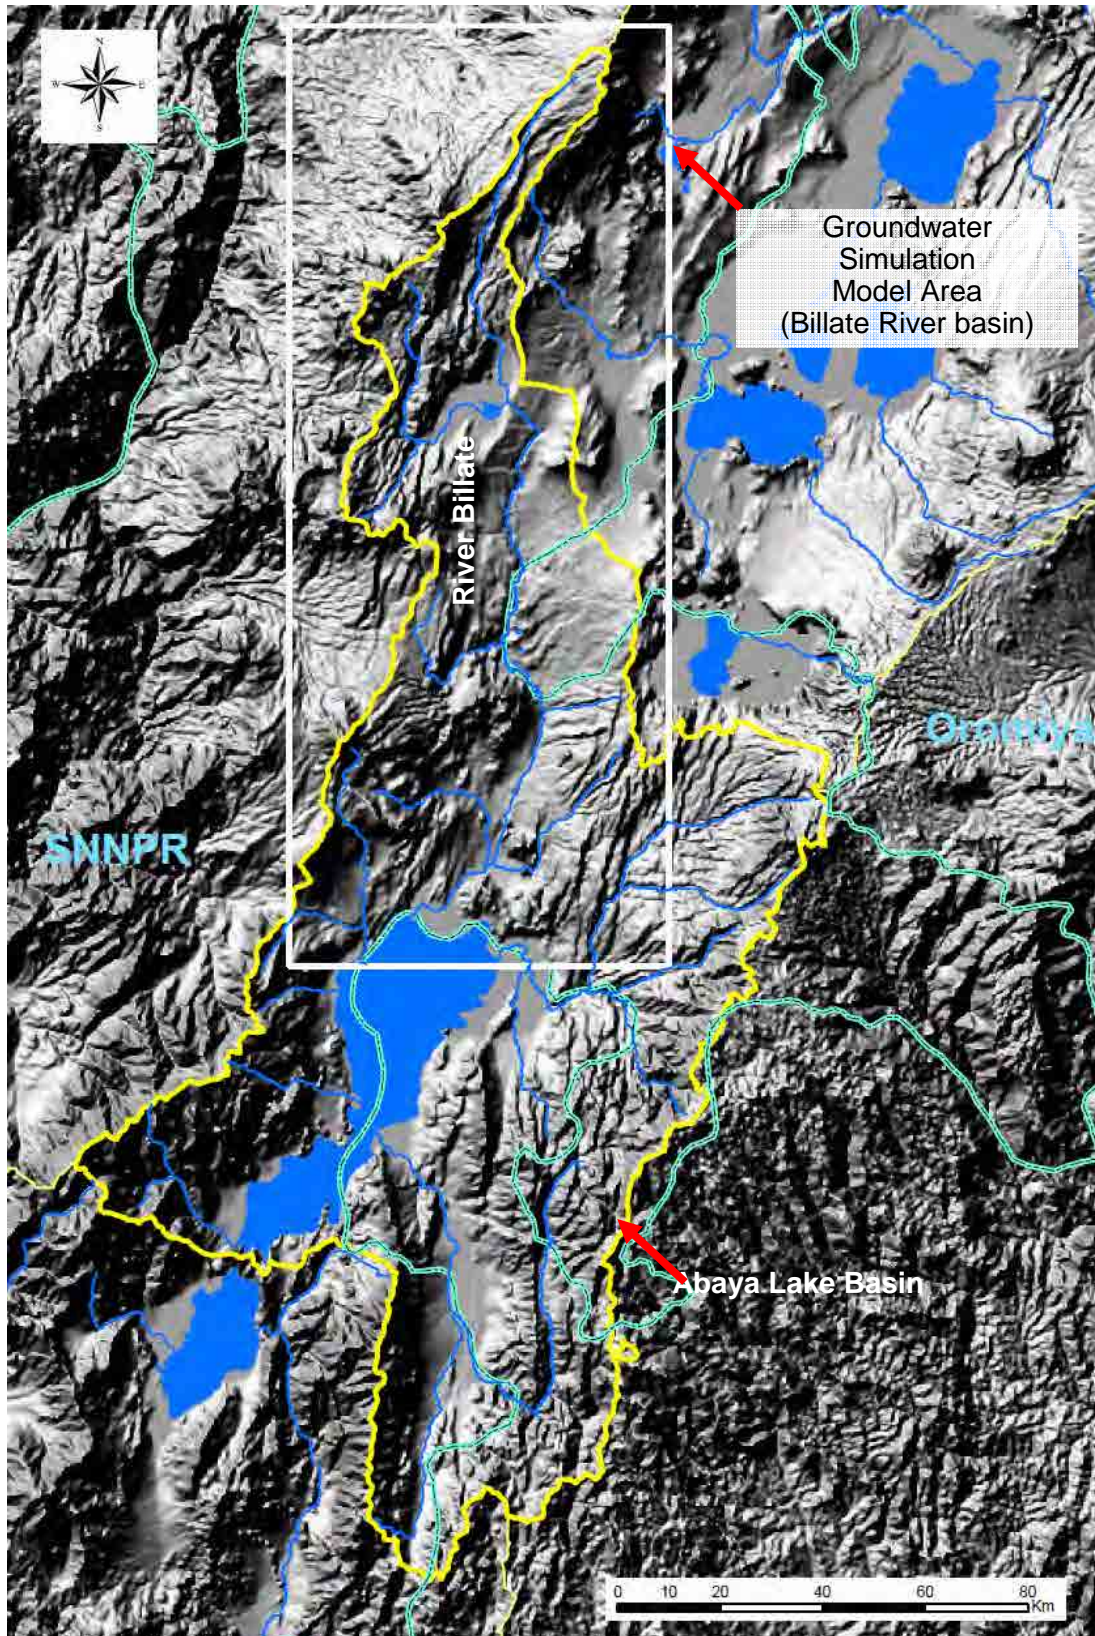 N
W E
S
Groundwater
Simulation
Model Area
(Billate River basin)
River Billate
Oromiya
SNNPR
Abaya Lake Basin
0 10 20 40 60 80
Km